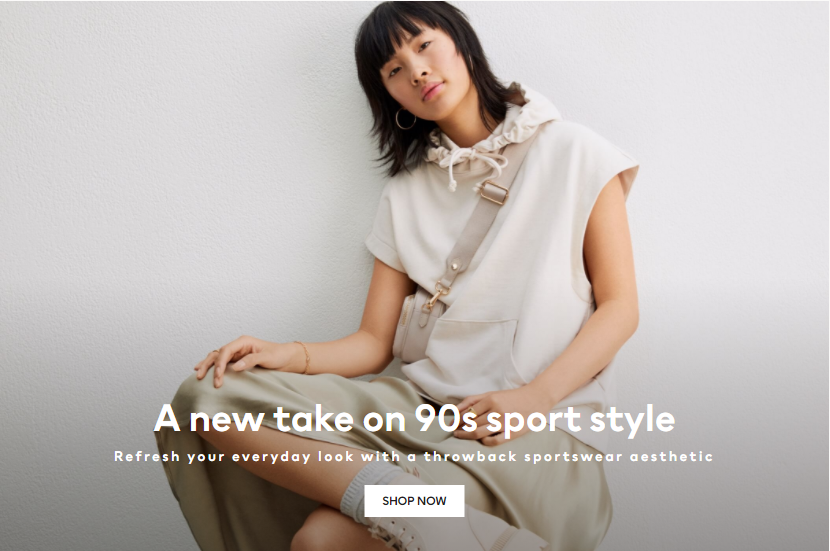 A new take on 90s sport style
Refresh your everyday look with a throwback sportswear aesthetic
SHOP NOW